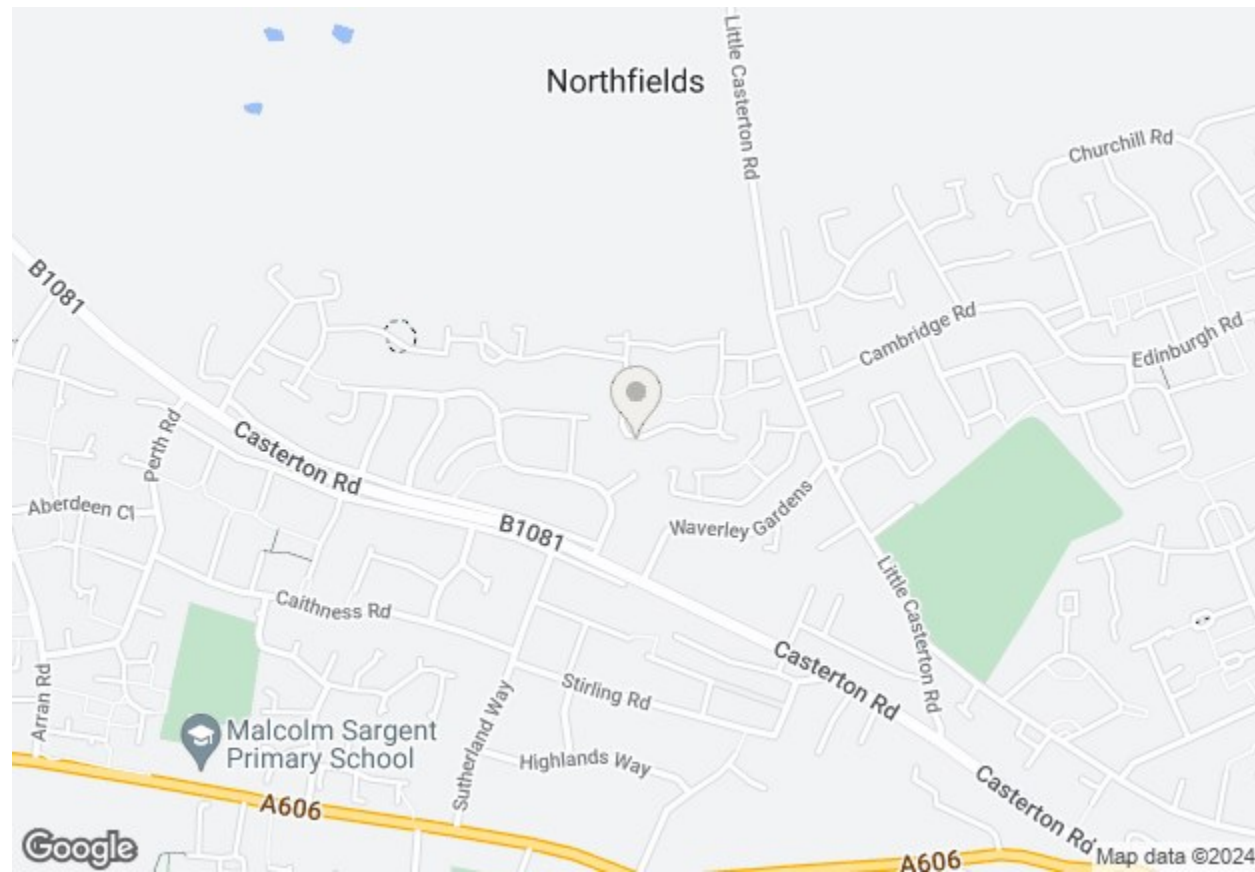 Northfields
Little Casterton Rd
Churchill Rd
B1081
Cambridge Rd
Edinburgh Rd
Perth Rd
Casterton Rd
Aberdeen Cl
B1081
Waverley Gardens
Little Casterton Rd
Caithness Rd
Arran Rd
Sutherland Way
Stirling Rd
Casterton Rd
Malcolm Sargent
Primary School
Highlands Way
A606
Casterton Rd
Google
A606
Map data ©2024